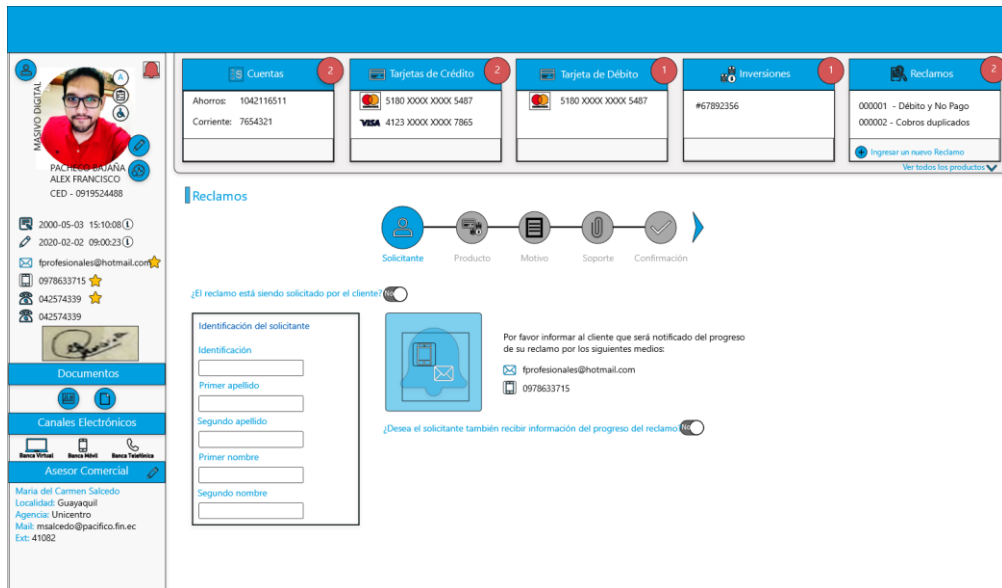 MASIVO DIGITAL
A
PACHECO BAJAÑA
ALEX FRANCISCO
CED - 0919524488
2000-05-03 15:10:08
2020-02-02 09:00:23
fprofesionales@hotmail.com
0978633715
042574339
042574339
Documentos
Canales Electrónicos
Banca Virtual
Banca Móvil
Banca Telefónica
Asesor Comercial
Maria del Carmen Salcedo
Localidad: Guayaquil
Agencia: Unicentro
Mail: msalcedo@pacifico.fin.ec
Ext: 41082
Cuentas 2
Ahorros: 1042116511
Corriente: 7654321
Tarjetas de Crédito 2
5180 XXXX XXXX 5487
VISA 4123 XXXX XXXX 7865
Tarjeta de Débito 1
5180 XXXX XXXX 5487
Inversiones 1
#67892356
Reclamos 2
000001 - Débito y No Pago
000002 - Cobros duplicados
Ingresar un nuevo Reclamo
Ver todos los productos
Reclamos
Solicitante
Producto
Motivo
Soporte
Confirmación
¿El reclamo está siendo solicitado por el cliente? No
Identificación del solicitante
Identificación
Primer apellido
Segundo apellido
Primer nombre
Segundo nombre
Por favor informar al cliente que será notificado del progreso
de su reclamo por los siguientes medios:
fprofesionales@hotmail.com
0978633715
¿Desea el solicitante también recibir información del progreso del reclamo? No